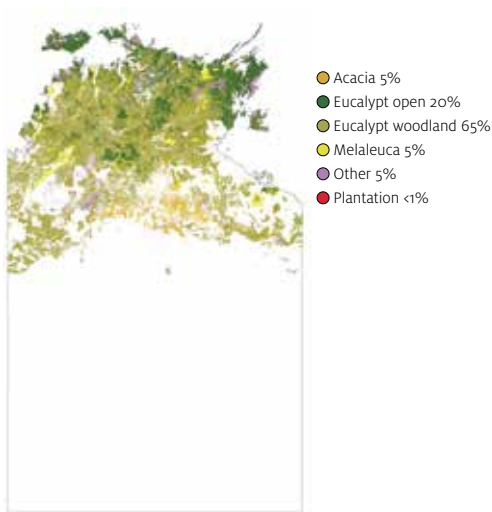 Acacia 5%
Eucalypt open 20%
Eucalypt woodland 65%
Melaleuca 5%
Other 5%
Plantation <1%